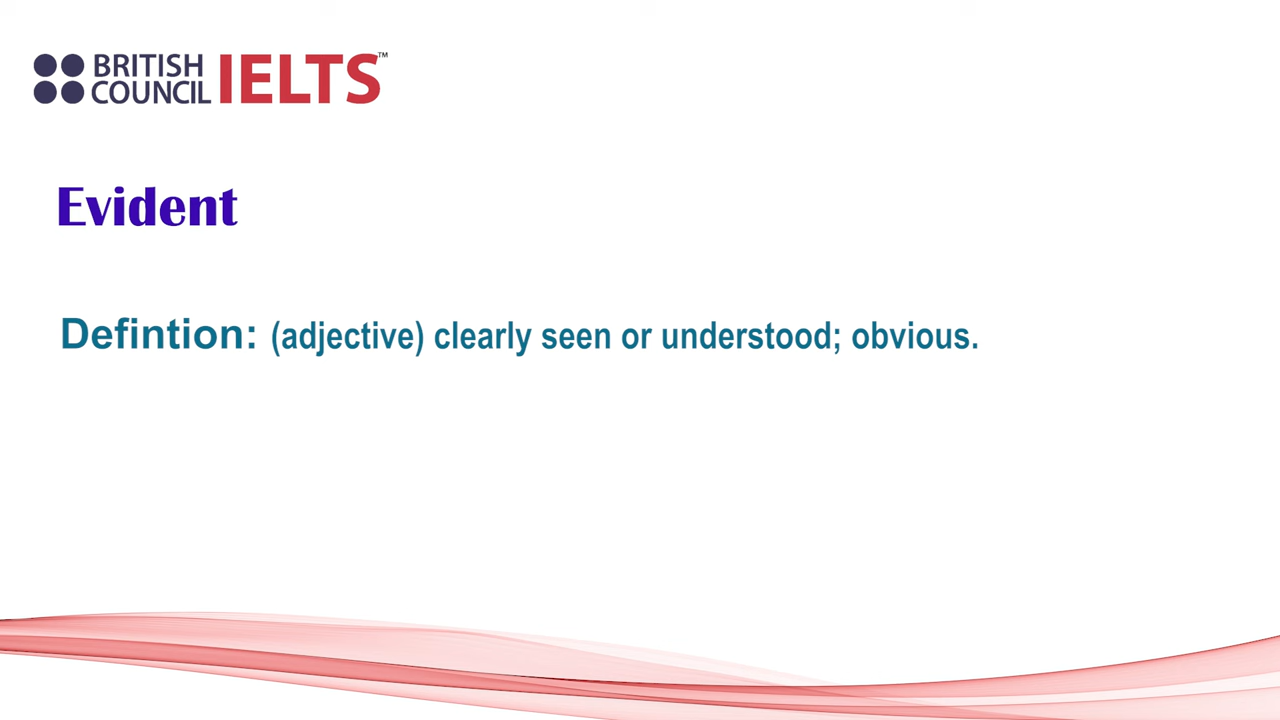 BRITISH
COUNCIL IELTS™
Evident
Defintion: (adjective) clearly seen or understood; obvious.